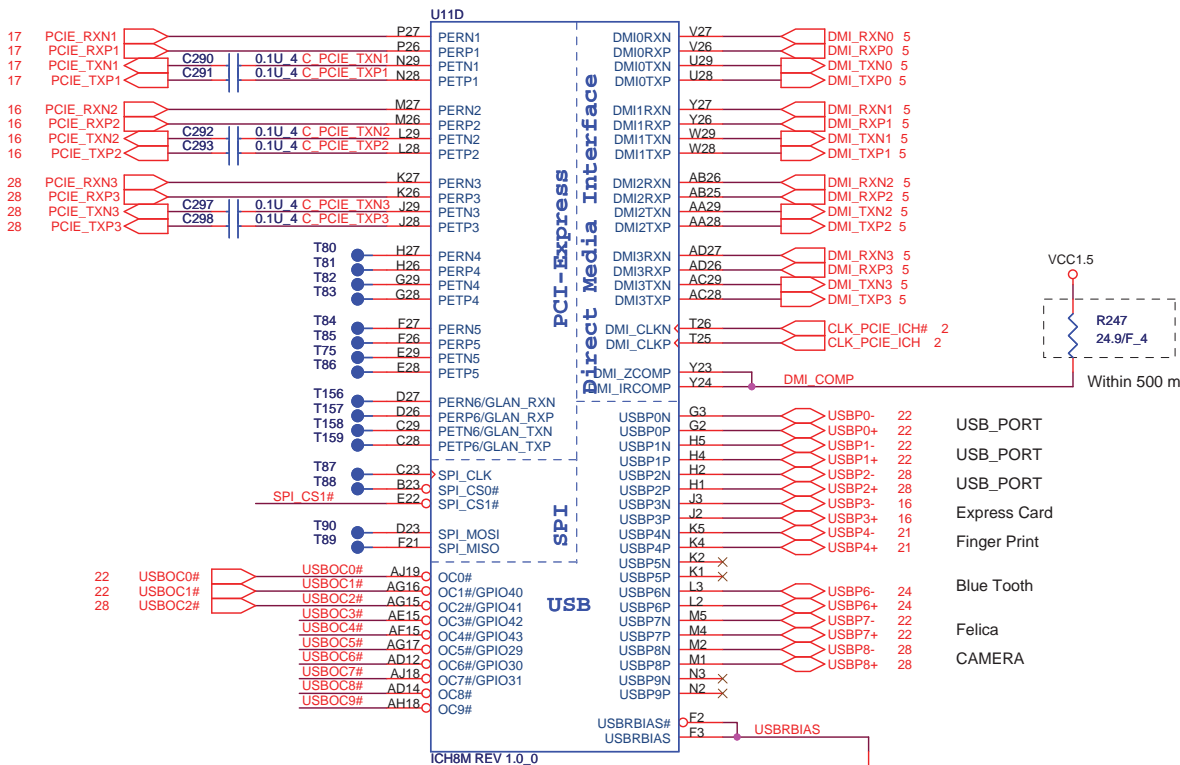 U11D
17 PCIE_RXN1 P27 PERN1 DMI0RXN V27 DMI_RXN0 5
17 PCIE_RXP1 P26 PERP1 DMI0RXP V26 DMI_RXP0 5
17 PCIE_TXN1 C290 0.1U_4 C_PCIE_TXN1 N29 PETN1 DMI0TXN U29 DMI_TXN0 5
17 PCIE_TXP1 C291 0.1U_4 C_PCIE_TXP1 N28 PETP1 DMI0TXP U28 DMI_TXP0 5
16 PCIE_RXN2 M27 PERN2 DMI1RXN Y27 DMI_RXN1 5
16 PCIE_RXP2 M26 PERP2 DMI1RXP Y26 DMI_RXP1 5
16 PCIE_TXN2 C292 0.1U_4 C_PCIE_TXN2 L29 PETN2 DMI1TXN W29 DMI_TXN1 5
16 PCIE_TXP2 C293 0.1U_4 C_PCIE_TXP2 L28 PETP2 DMI1TXP W28 DMI_TXP1 5
28 PCIE_RXN3 K27 PERN3 DMI2RXN AB26 DMI_RXN2 5
28 PCIE_RXP3 K26 PERP3 DMI2RXP AB25 DMI_RXP2 5
28 PCIE_TXN3 C297 0.1U_4 C_PCIE_TXN3 J29 PETN3 DMI2TXN AA29 DMI_TXN2 5
28 PCIE_TXP3 C298 0.1U_4 C_PCIE_TXP3 J28 PETP3 DMI2TXP AA28 DMI_TXP2 5
T80 H27 PERN4 DMI3RXN AD27 DMI_RXN3 5
T81 H26 PERP4 DMI3RXP AD26 DMI_RXP3 5
T82 G29 PETN4 DMI3TXN AC29 DMI_TXN3 5
T83 G28 PETP4 DMI3TXP AC28 DMI_TXP3 5
VCC1.5
R247
24.9/F_4
Within 500 m
T84 F27 PERN5 DMI_CLKN T26 CLK_PCIE_ICH# 2
T85 F26 PERP5 DMI_CLKP T25 CLK_PCIE_ICH 2
T75 E29 PETN5
T86 E28 PETP5 DMI_ZCOMP Y23
DMI_IRCOMP Y24 DMI_COMP
PCI-Express
Direct Media Interface
T156 D27 PERN6/GLAN_RXN
T157 D26 PERP6/GLAN_RXP
T158 C29 PETN6/GLAN_TXN
T159 C28 PETP6/GLAN_TXP
T87 C23 SPI_CLK
T88 B23 SPI_CS0#
SPI_CS1# E22 SPI_CS1#
T90 D23 SPI_MOSI
T89 F21 SPI_MISO
SPI
USBP0N G3 USBP0- 22
USBP0P G2 USBP0+ 22 USB_PORT
USBP1N H5 USBP1- 22
USBP1P H4 USBP1+ 22 USB_PORT
USBP2N H2 USBP2- 28
USBP2P H1 USBP2+ 28 USB_PORT
USBP3N J3 USBP3- 16
USBP3P J2 USBP3+ 16 Express Card
USBP4N K5 USBP4- 21
USBP4P K4 USBP4+ 21 Finger Print
USBP5N K2
USBP5P K1
USBP6N L3 USBP6- 24 Blue Tooth
USBP6P L2 USBP6+ 24
USBP7N M5 USBP7- 22
USBP7P M4 USBP7+ 22 Felica
USBP8N M2 USBP8- 28
USBP8P M1 USBP8+ 28 CAMERA
USBP9N N3
USBP9P N2
22 USBOC0# USBOC0# AJ19 OC0#
22 USBOC1# USBOC1# AG16 OC1#/GPIO40
28 USBOC2# USBOC2# AG15 OC2#/GPIO41
USBOC3# AE15 OC3#/GPIO42
USBOC4# AF15 OC4#/GPIO43
USBOC5# AG17 OC5#/GPIO29
USBOC6# AD12 OC6#/GPIO30
USBOC7# AJ18 OC7#/GPIO31
USBOC8# AD14 OC8#
USBOC9# AH18 OC9#
USB
USBRBIAS# F2
USBRBIAS F3 USBRBIAS
ICH8M REV 1.0_0